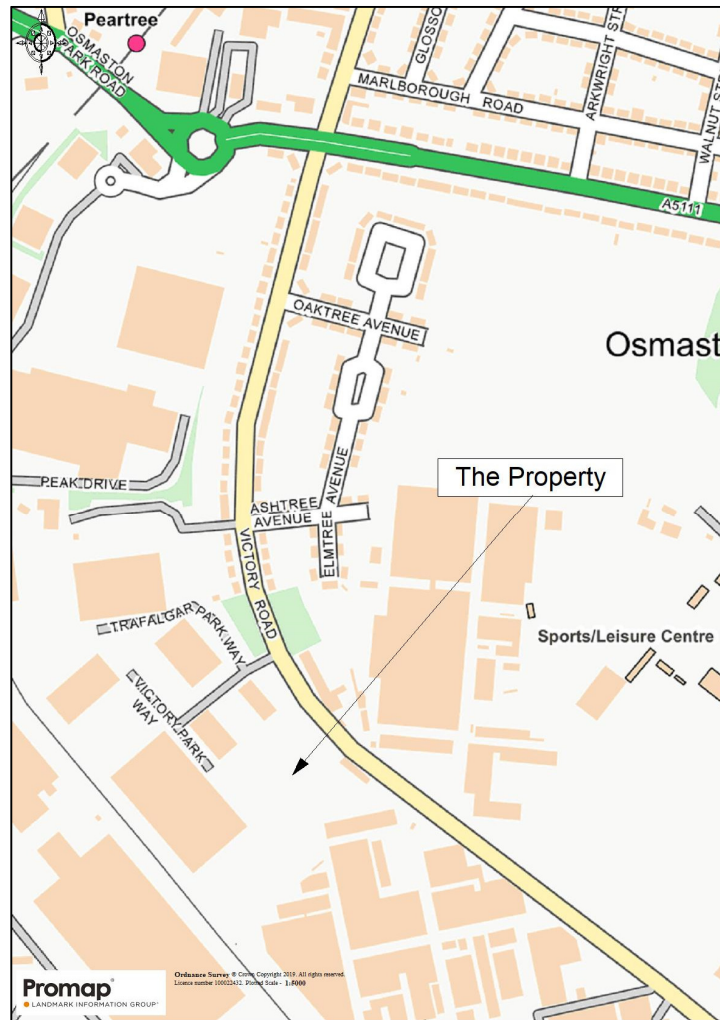 Peartree
OSMASTON
PARK ROAD
GLOSSO
ARKWRIGHT STR
WALNUT ST
MARLBOROUGH ROAD
A5111
OAKTREE AVENUE
Osmast
The Property
PEAK DRIVE
ASHTREE
AVENUE
ELMTREE AVENUE
VICTORY ROAD
TRAFALGAR PARK WAY
Sports/Leisure Centre
VICTORY PARK
WAY
Promap
LANDMARK INFORMATION GROUP
Ordnance Survey © Crown Copyright 2019. All rights reserved.
Licence number 100022432. Plotted Scale - 1:5000